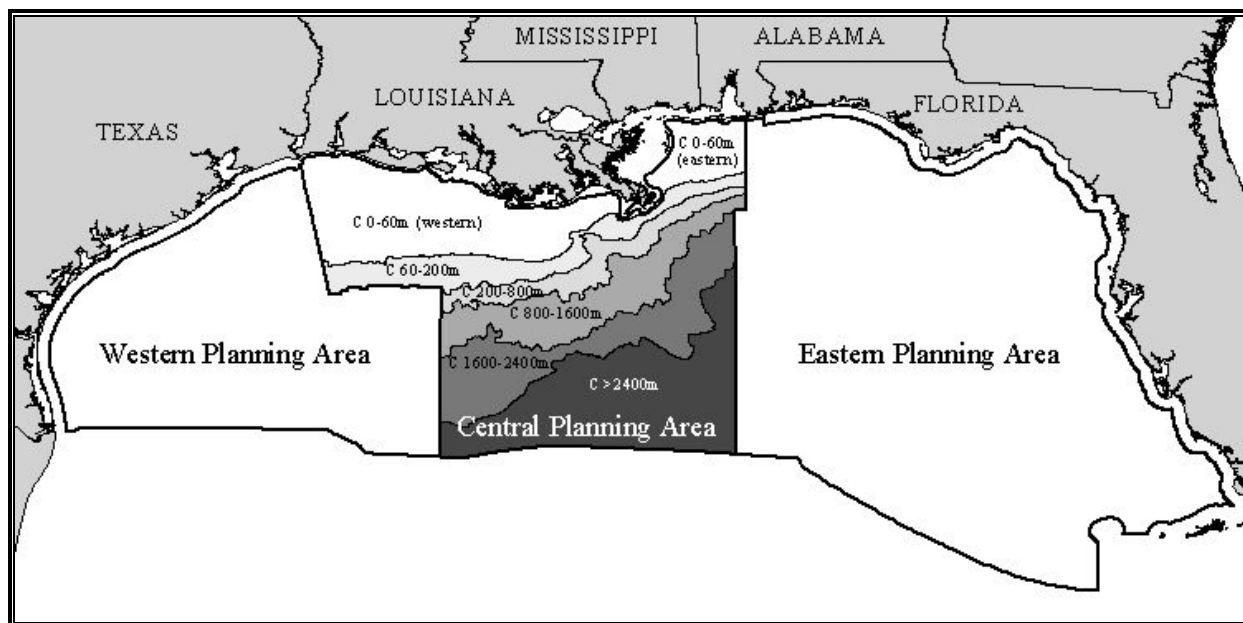 MISSISSIPPI
ALABAMA
LOUISIANA
FLORIDA
TEXAS
C 0-60m
(eastern)
C 0-60m (western)
C 60-200m
C 200-800m
C 800-1600m
Western Planning Area
Eastern Planning Area
C 1600-2400m
C >2400m
Central Planning Area